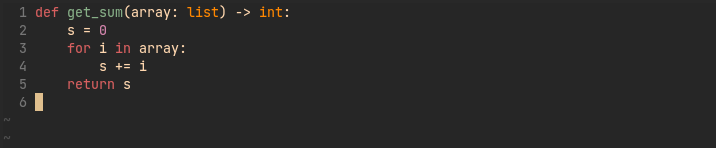 1 def get_sum(array: list) -> int:
2     s = 0
3     for i in array:
4         s += i
5     return s
6
~
~